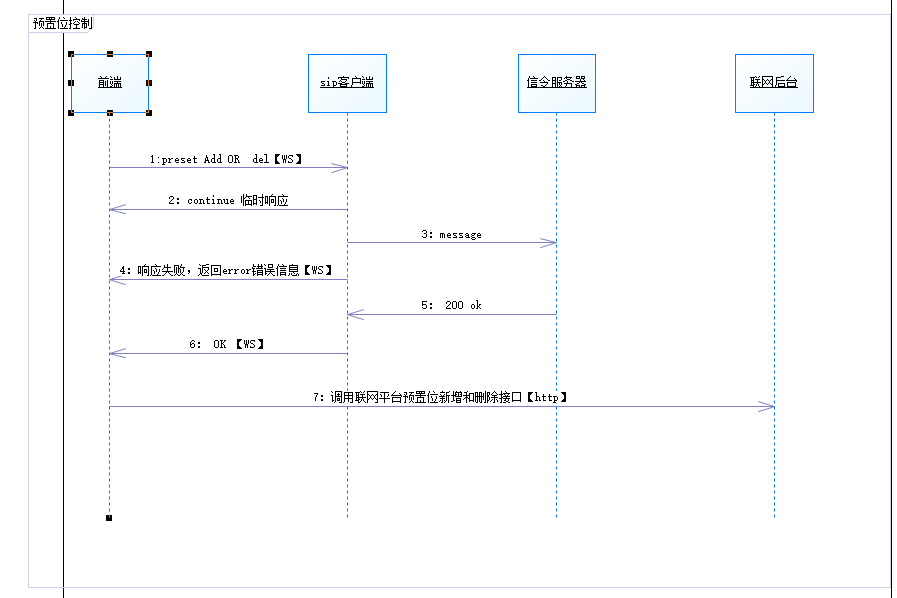 预置位控制
前端
sip客户端
信令服务器
联网后台
1:preset Add OR  del【WS】
2: continue 临时响应
3: message
4: 响应失败，返回error错误信息【WS】
5:  200 ok
6:  OK 【WS】
7: 调用联网平台预置位新增和删除接口【http】